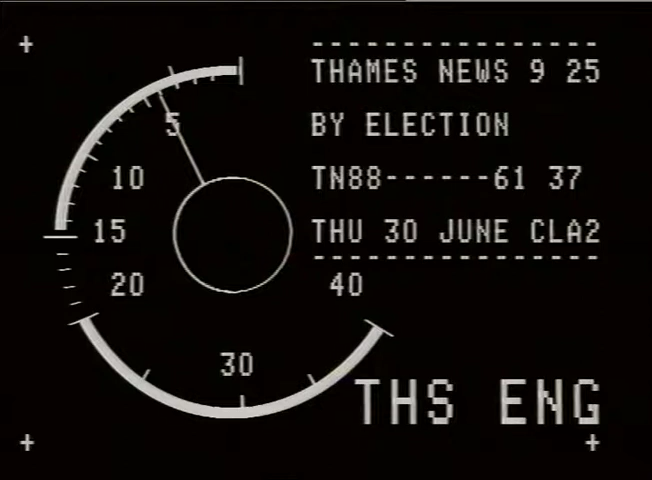 THAMES NEWS 9 25
BY ELECTION
TN88------61 37
THU 30 JUNE CLA2
5
10
15
20
30
40
THS ENG